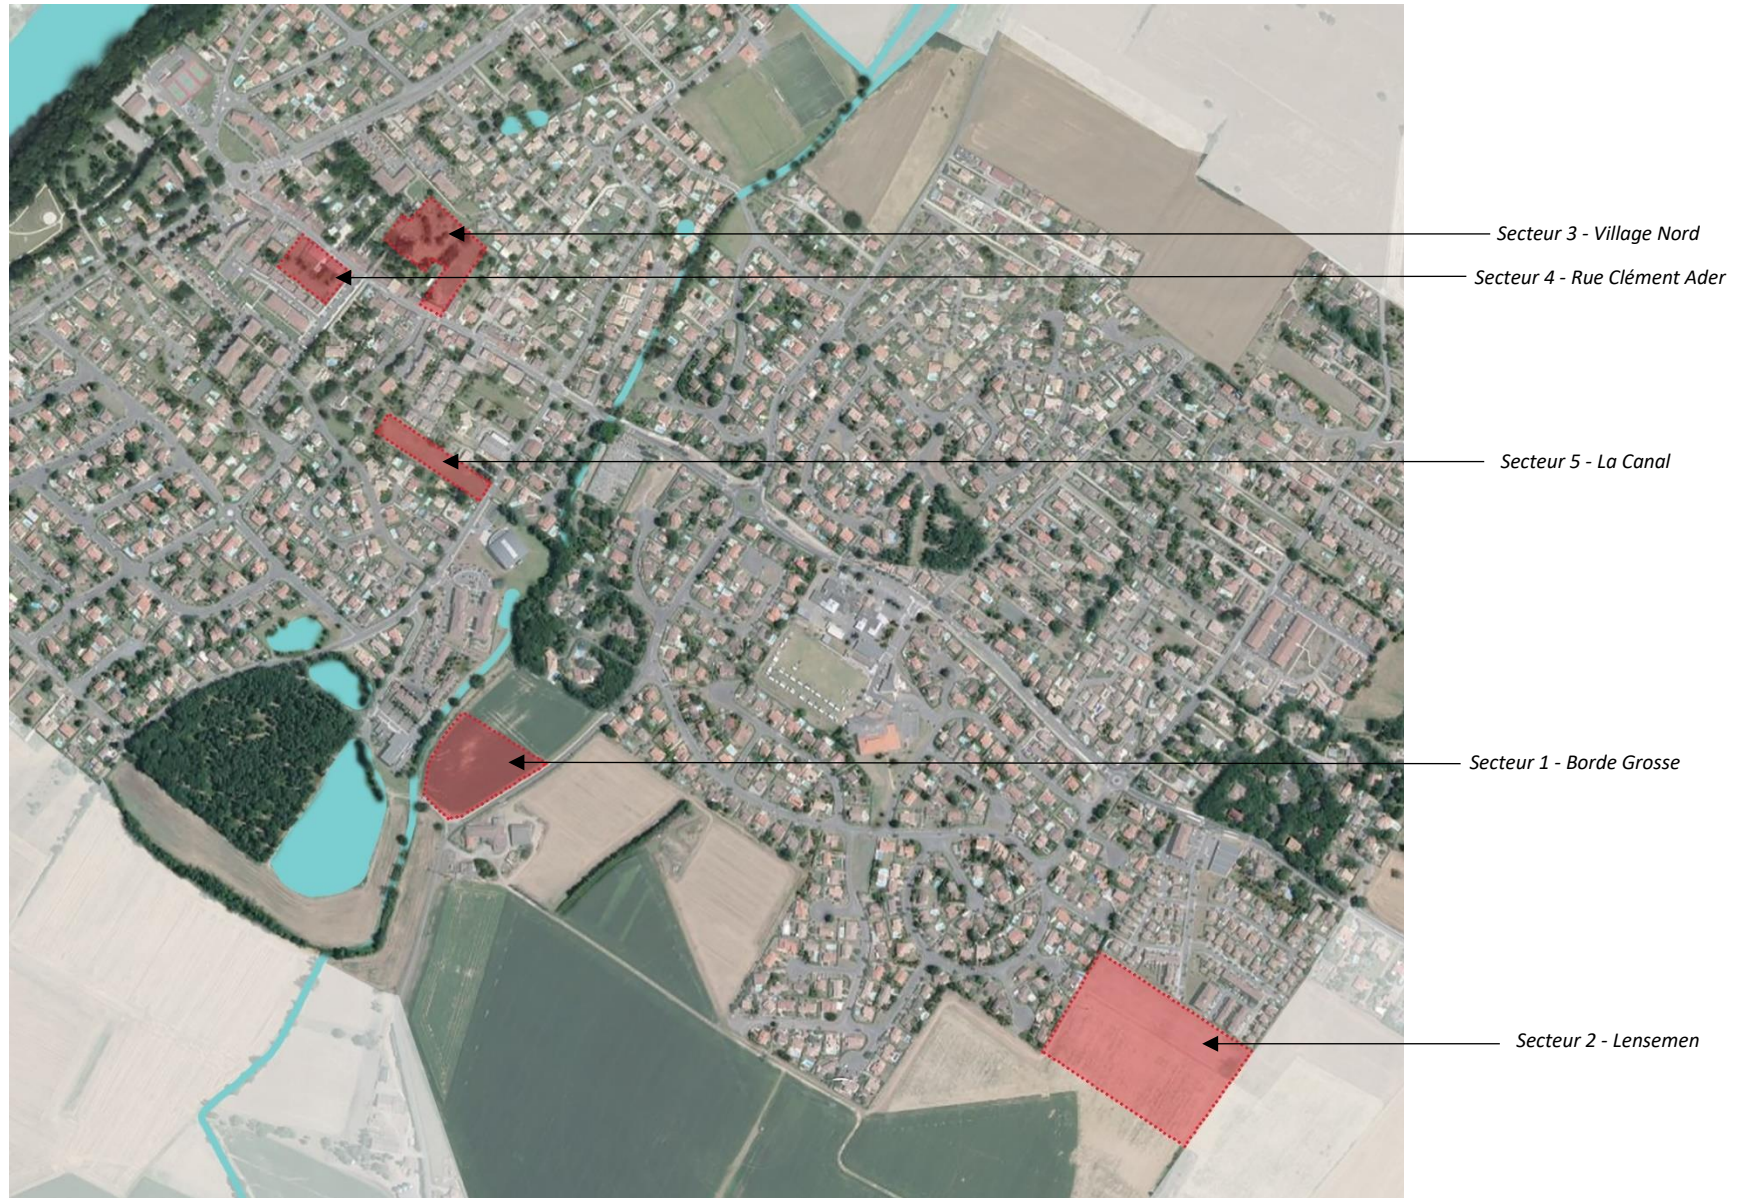 Secteur 3 - Village Nord
Secteur 4 - Rue Clément Ader
Secteur 5 - La Canal
Secteur 1 - Borde Grosse
Secteur 2 - Lensemen